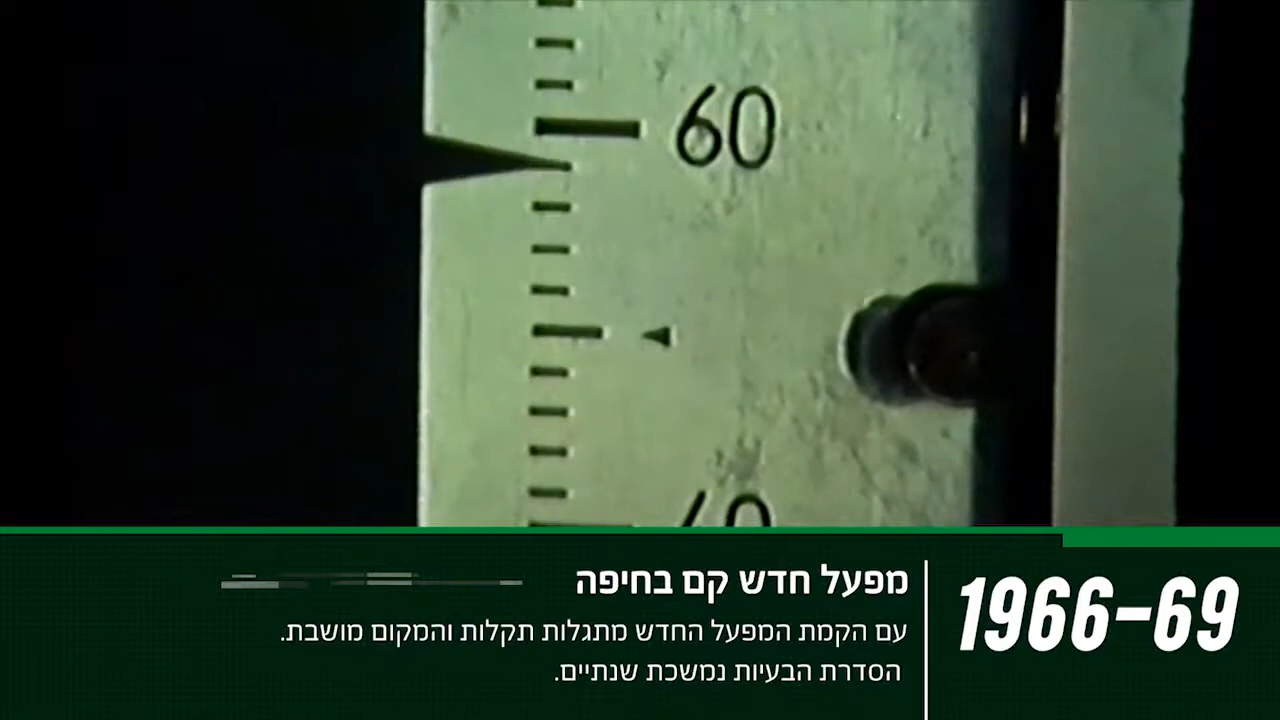 60
40
1966-69
מפעל חדש קם בחיפה
עם הקמת המפעל החדש מתגלות תקלות והמקום מושבת.
הסדרת הבעיות נמשכת שנתיים.